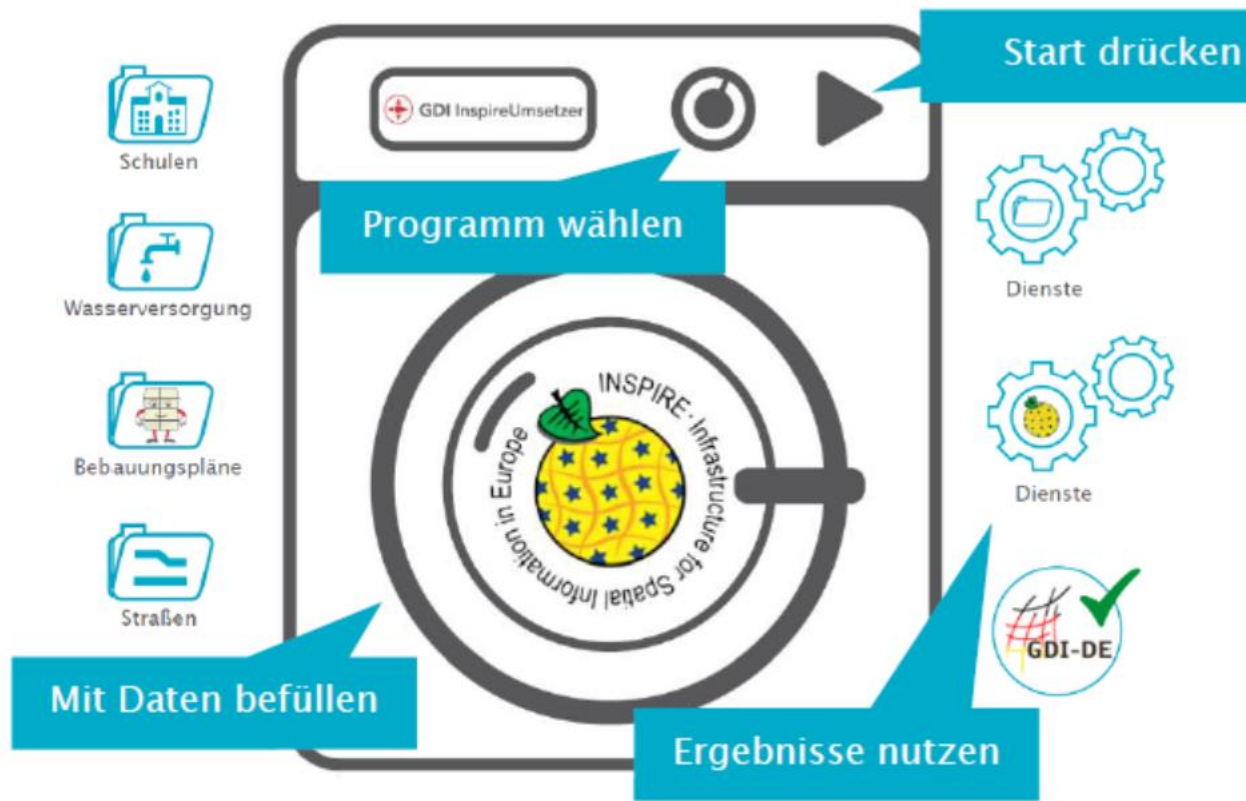 Start drücken
GDI InspireUmsetzer
Programm wählen
Schulen
Wasserversorgung
Bebauungspläne
Straßen
Mit Daten befüllen
INSPIRE · Infrastructure for Spatial Information in Europe
Dienste
Dienste
GDI-DE
Ergebnisse nutzen